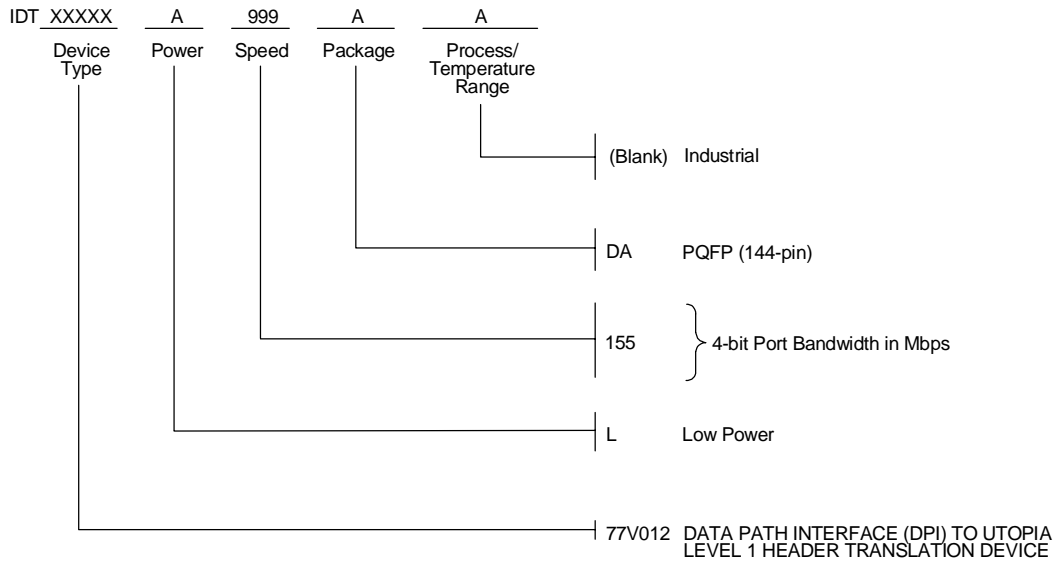 IDT XXXXX A 999 A A
Device Type Power Speed Package Process/ Temperature Range
(Blank) Industrial
DA PQFP (144-pin)
155 4-bit Port Bandwidth in Mbps
L Low Power
77V012 DATA PATH INTERFACE (DPI) TO UTOPIA
LEVEL 1 HEADER TRANSLATION DEVICE